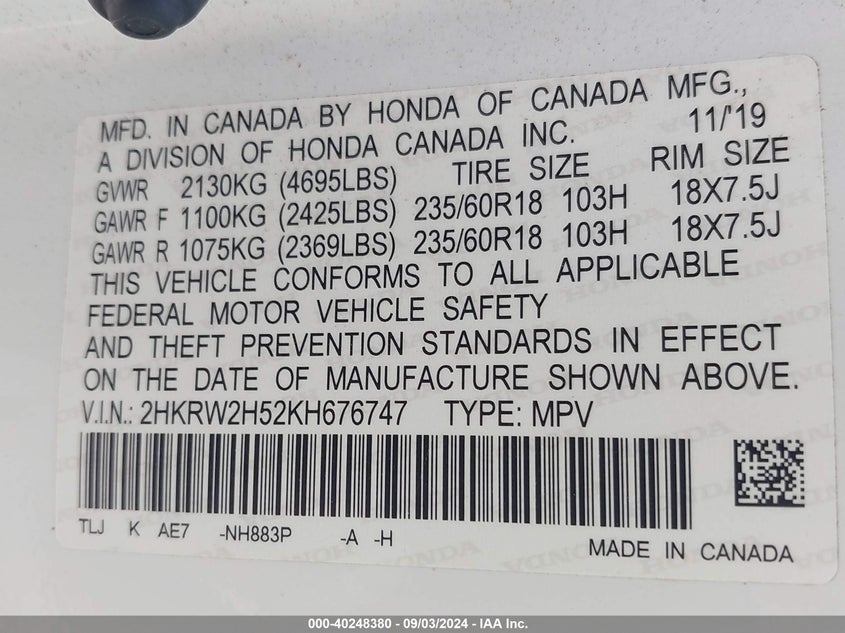 MFD. IN CANADA BY HONDA OF CANADA MFG.,
A DIVISION OF HONDA CANADA INC. 11/'19
GVWR 2130KG (4695LBS) TIRE SIZE RIM SIZE
GAWR F 1100KG (2425LBS) 235/60R18 103H 18X7.5J
GAWR R 1075KG (2369LBS) 235/60R18 103H 18X7.5J
THIS VEHICLE CONFORMS TO ALL APPLICABLE
FEDERAL MOTOR VEHICLE SAFETY
AND THEFT PREVENTION STANDARDS IN EFFECT
ON THE DATE OF MANUFACTURE SHOWN ABOVE.
V.I.N.: 2HKRW2H52KH676747 TYPE: MPV
TLJ K AE7 -NH883P -A -H
MADE IN CANADA
000-40248380 - 09/03/2024 - IAA Inc.